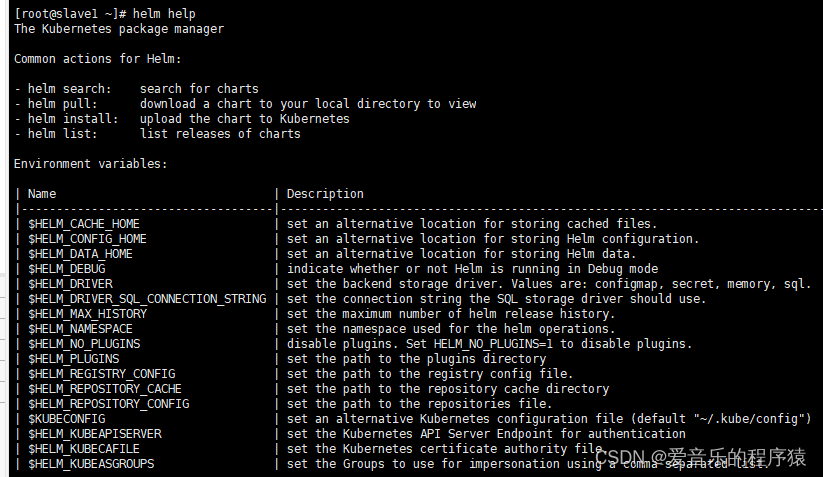 [root@slave1 ~]# helm help
The Kubernetes package manager
Common actions for Helm:
- helm search:    search for charts
- helm pull:      download a chart to your local directory to view
- helm install:   upload the chart to Kubernetes
- helm list:      list releases of charts
Environment variables:
| Name                               | Description
|------------------------------------|---------------------------------------------------------------------------
| $HELM_CACHE_HOME                   | set an alternative location for storing cached files.
| $HELM_CONFIG_HOME                  | set an alternative location for storing Helm configuration.
| $HELM_DATA_HOME                    | set an alternative location for storing Helm data.
| $HELM_DEBUG                        | indicate whether or not Helm is running in Debug mode
| $HELM_DRIVER                       | set the backend storage driver. Values are: configmap, secret, memory, sql.
| $HELM_DRIVER_SQL_CONNECTION_STRING | set the connection string the SQL storage driver should use.
| $HELM_MAX_HISTORY                  | set the maximum number of helm release history.
| $HELM_NAMESPACE                    | set the namespace used for the helm operations.
| $HELM_NO_PLUGINS                   | disable plugins. Set HELM_NO_PLUGINS=1 to disable plugins.
| $HELM_PLUGINS                      | set the path to the plugins directory
| $HELM_REGISTRY_CONFIG              | set the path to the registry config file.
| $HELM_REPOSITORY_CACHE             | set the path to the repository cache directory
| $HELM_REPOSITORY_CONFIG            | set the path to the repositories file.
| $KUBECONFIG                        | set an alternative Kubernetes configuration file (default "~/.kube/config")
| $HELM_KUBEAPISERVER                | set the Kubernetes API Server Endpoint for authentication
| $HELM_KUBECAFILE                   | set the Kubernetes certificate authority file.
| $HELM_KUBEASGROUPS                 | set the Groups to use for impersonation using a comma-separated list.
CSDN @爱音乐的程序猿